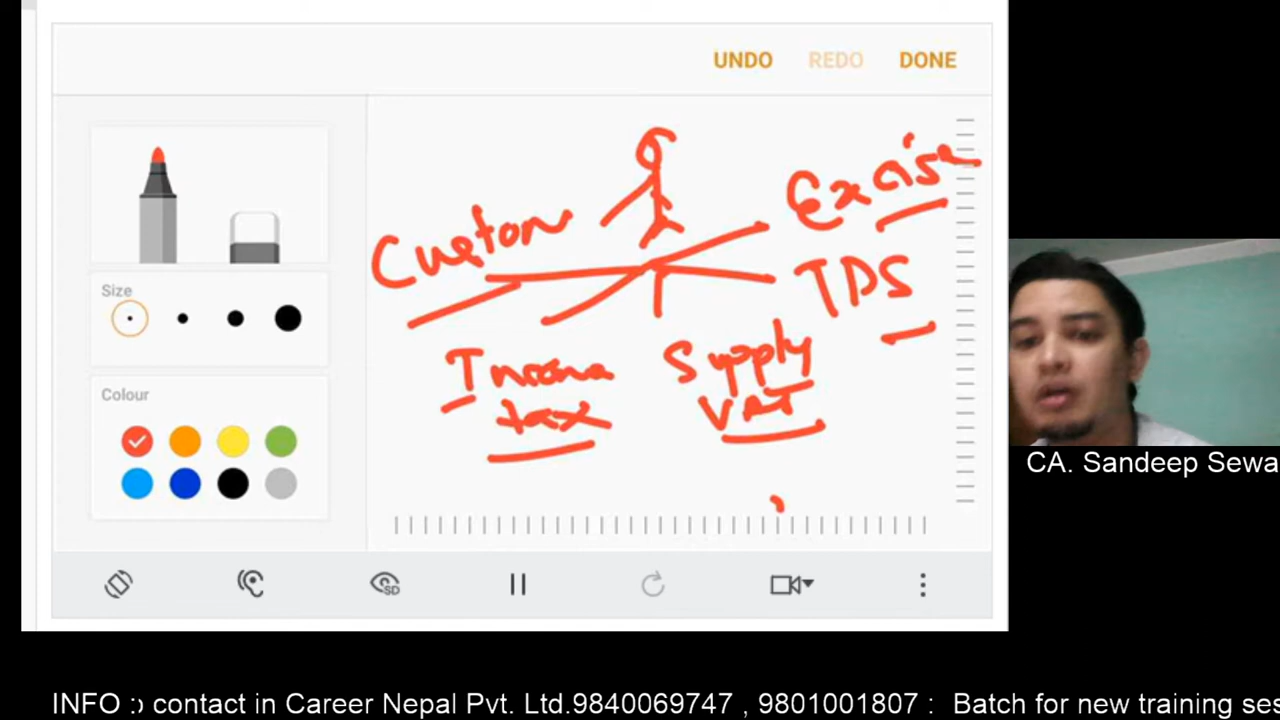 UNDO REDO DONE
Custom
Excise
TDS
Income
tax
Supply
VAT
Size
Colour
SD
CA. Sandeep Sewa
INFO : contact in Career Nepal Pvt. Ltd.9840069747 , 9801001807 : Batch for new training ses